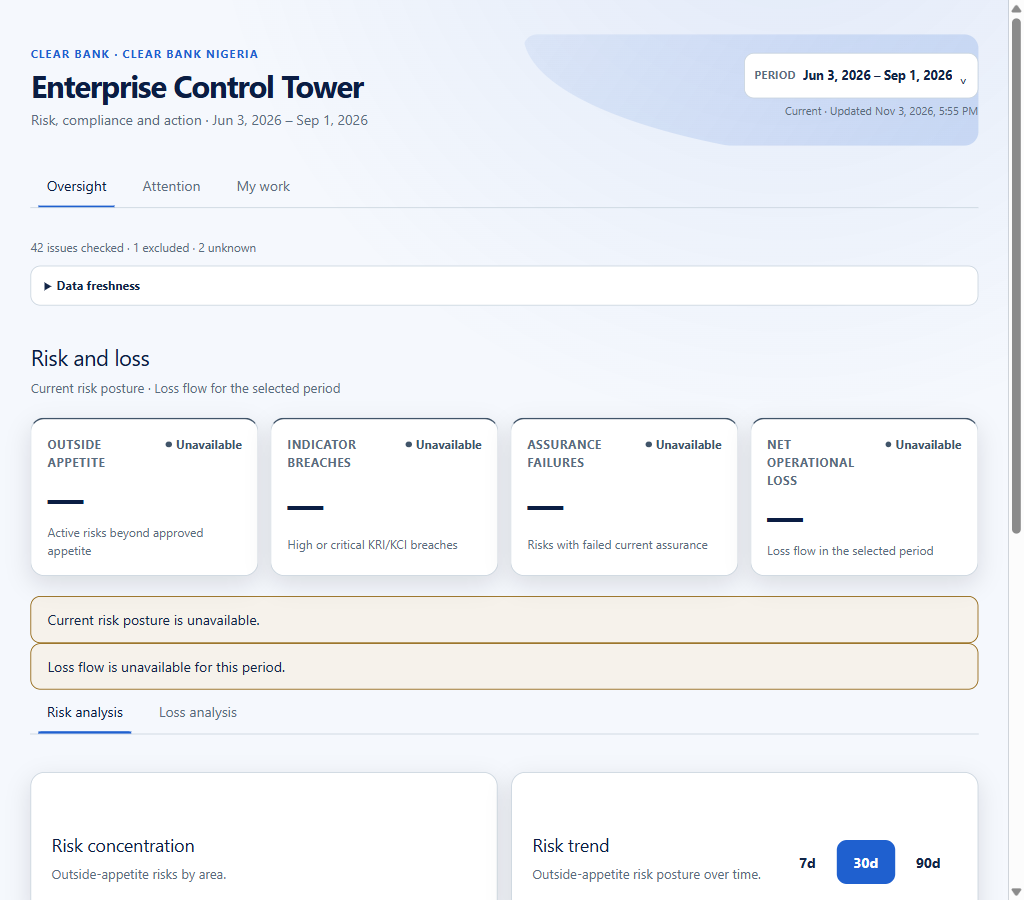 CLEAR BANK · CLEAR BANK NIGERIA
Enterprise Control Tower
Risk, compliance and action · Jun 3, 2026 – Sep 1, 2026
PERIOD Jun 3, 2026 – Sep 1, 2026
Current · Updated Nov 3, 2026, 5:55 PM
Oversight Attention My work
42 issues checked · 1 excluded · 2 unknown
Data freshness
Risk and loss
Current risk posture · Loss flow for the selected period
OUTSIDE
APPETITE
Unavailable
—
Active risks beyond approved
appetite
INDICATOR
BREACHES
Unavailable
—
High or critical KRI/KCI breaches
ASSURANCE
FAILURES
Unavailable
—
Risks with failed current assurance
NET
OPERATIONAL
LOSS
Unavailable
—
Loss flow in the selected period
Current risk posture is unavailable.
Loss flow is unavailable for this period.
Risk analysis Loss analysis
Risk concentration
Outside-appetite risks by area.
Risk trend
Outside-appetite risk posture over time.
7d 30d 90d